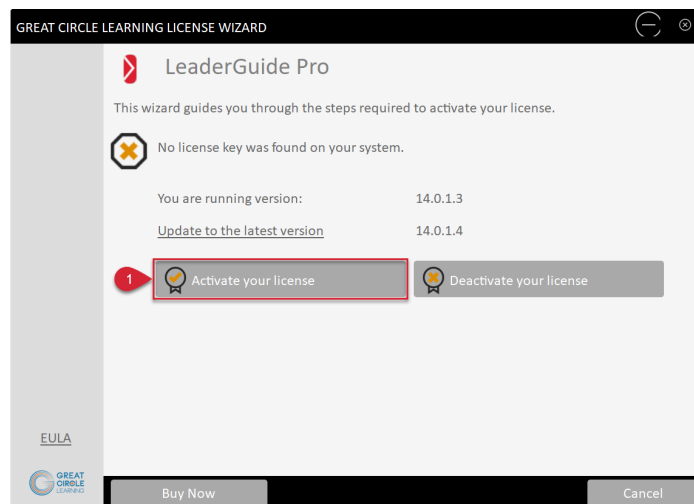 GREAT CIRCLE LEARNING LICENSE WIZARD
LeaderGuide Pro
This wizard guides you through the steps required to activate your license.
No license key was found on your system.
You are running version: 14.0.1.3
Update to the latest version 14.0.1.4
1 Activate your license Deactivate your license
EULA
GREAT
CIRCLE
LEARNING
Buy Now Cancel